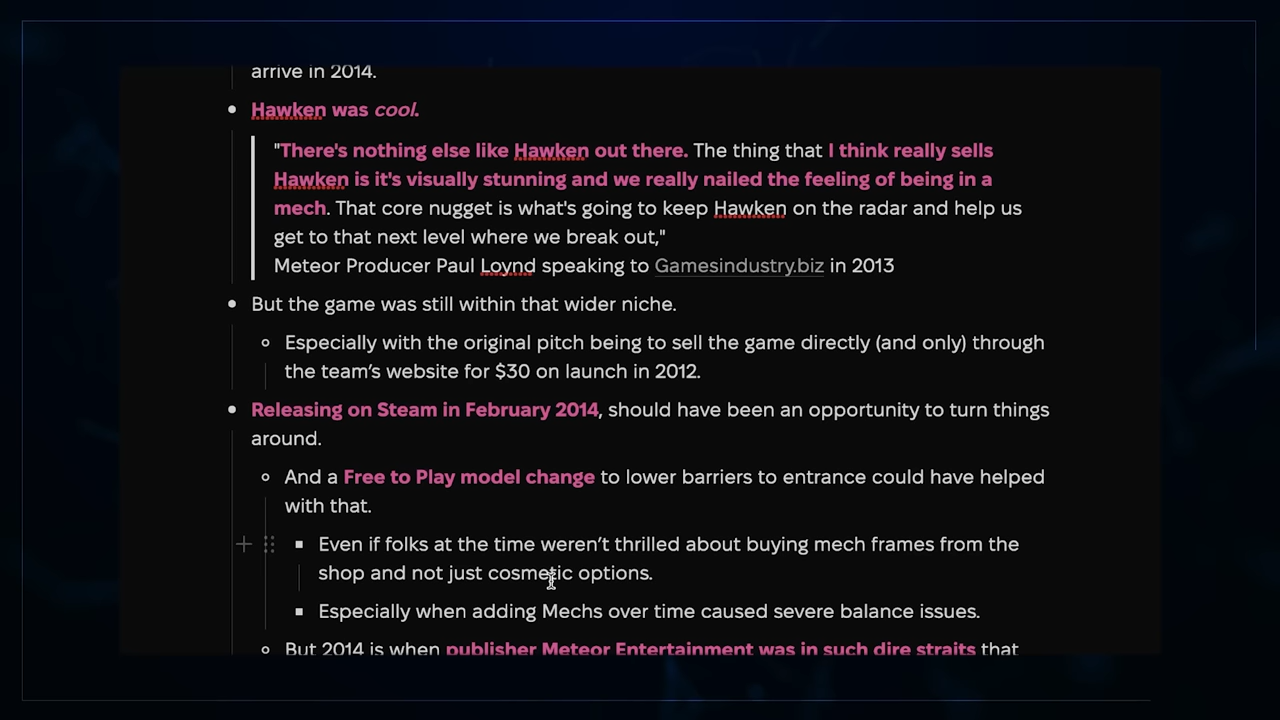 arrive in 2014.
Hawken was cool.
"There's nothing else like Hawken out there. The thing that I think really sells
Hawken is it's visually stunning and we really nailed the feeling of being in a
mech. That core nugget is what's going to keep Hawken on the radar and help us
get to that next level where we break out,"
Meteor Producer Paul Loynd speaking to Gamesindustry.biz in 2013
But the game was still within that wider niche.
Especially with the original pitch being to sell the game directly (and only) through
the team’s website for $30 on launch in 2012.
Releasing on Steam in February 2014, should have been an opportunity to turn things
around.
And a Free to Play model change to lower barriers to entrance could have helped
with that.
Even if folks at the time weren’t thrilled about buying mech frames from the
shop and not just cosmetic options.
Especially when adding Mechs over time caused severe balance issues.
But 2014 is when publisher Meteor Entertainment was in such dire straits that